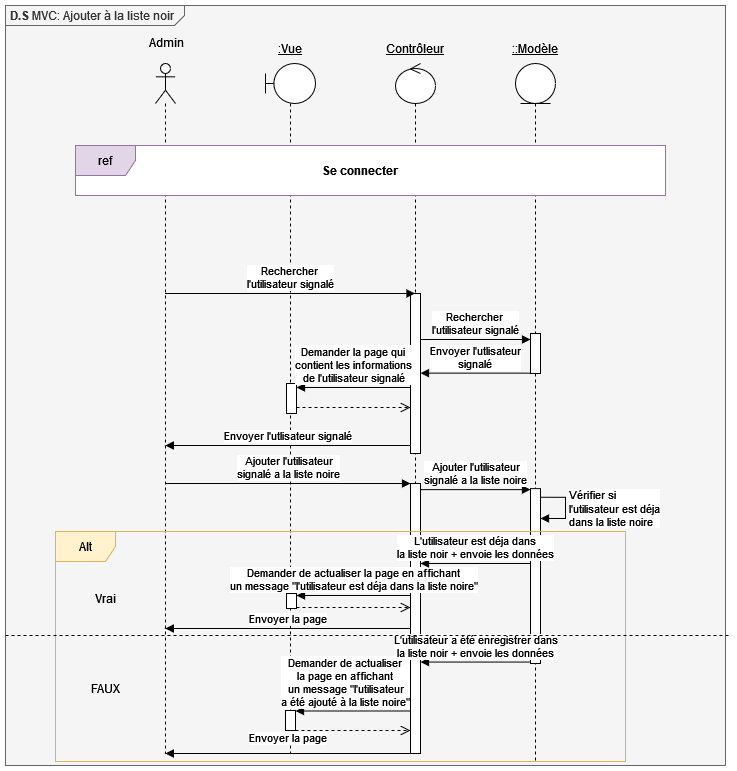 D.S MVC: Ajouter à la liste noir
Admin
:Vue
Contrôleur
::Modèle
ref
Se connecter
Rechercher
l'utilisateur signalé
Rechercher
l'utilisateur signalé
Envoyer l'utlisateur
signalé
Demander la page qui
contient les informations
de l'utilisateur signalé
Envoyer l'utlisateur signalé
Ajouter l'utilisateur
signalé a la liste noire
Ajouter l'utilisateur
signalé a la liste noire
Vérifier si
l'utilisateur est déja
dans la liste noire
Alt
L'utilisateur est déja dans
la liste noir + envoie les données
Demander de actualiser la page en affichant
un message "l'utilisateur est déja dans la liste noire"
Vrai
Envoyer la page
L'utilisateur a été enregistrer dans
la liste noir + envoie les données
Demander de actualiser
la page en affichant
un message "l'utilisateur
a été ajouté à la liste noire"
FAUX
Envoyer la page